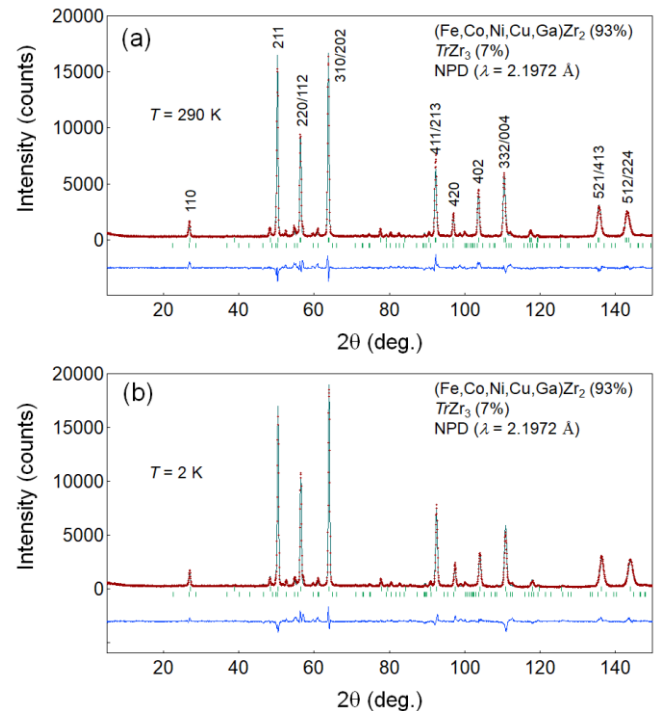 (a)
(Fe,Co,Ni,Cu,Ga)Zr₂ (93%)
TrZr₃ (7%)
NPD (λ = 2.1972 Å)
T = 290 K
110
211
220/112
310/202
411/213
420
402
332/004
521/413
512/224
Intensity (counts)
20000
15000
10000
5000
0
20 40 60 80 100 120 140
2θ (deg.)
(b)
(Fe,Co,Ni,Cu,Ga)Zr₂ (93%)
TrZr₃ (7%)
NPD (λ = 2.1972 Å)
T = 2 K
Intensity (counts)
20000
15000
10000
5000
0
20 40 60 80 100 120 140
2θ (deg.)